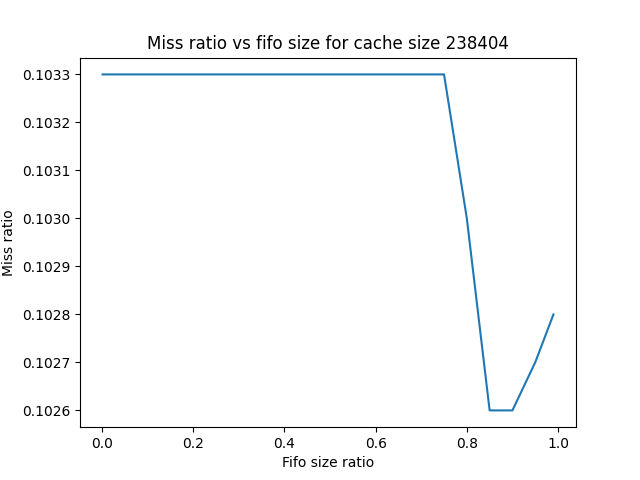 Miss ratio vs fifo size for cache size 238404
0.1033
0.1032
0.1031
0.1030
0.1029
0.1028
0.1027
0.1026
Miss ratio
0.0 0.2 0.4 0.6 0.8 1.0
Fifo size ratio